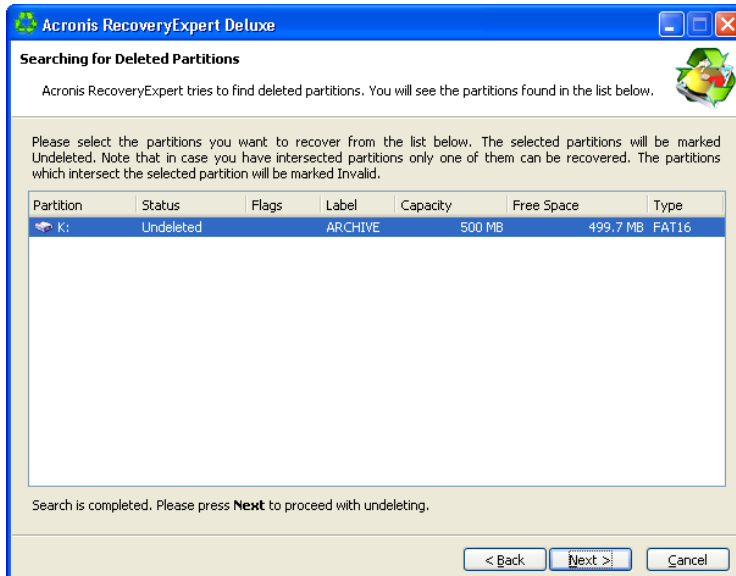 Acronis RecoveryExpert Deluxe
Searching for Deleted Partitions
Acronis RecoveryExpert tries to find deleted partitions. You will see the partitions found in the list below.
Please select the partitions you want to recover from the list below. The selected partitions will be marked
Undeleted. Note that in case you have intersected partitions only one of them can be recovered. The partitions
which intersect the selected partition will be marked Invalid.
Partition Status Flags Label Capacity Free Space Type
K: Undeleted ARCHIVE 500 MB 499.7 MB FAT16
Search is completed. Please press Next to proceed with undeleting.
< Back Next > Cancel